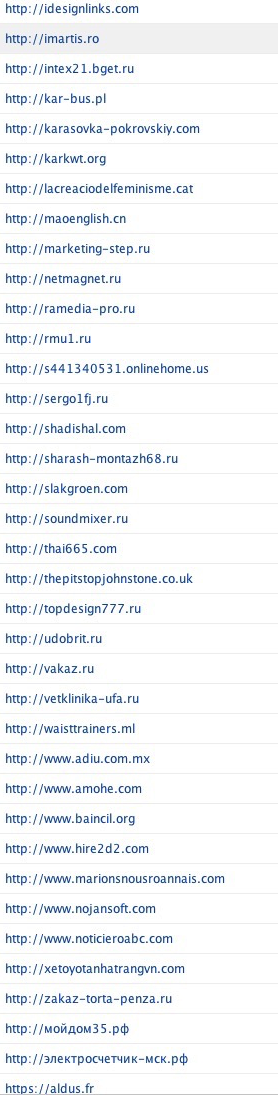 http://idesignlinks.com
http://imartis.ro
http://intex21.bget.ru
http://kar-bus.pl
http://karasovka-pokrovskiy.com
http://karkwt.org
http://lacreaciodelfeminisme.cat
http://maoenglish.cn
http://marketing-step.ru
http://netmagnet.ru
http://ramedia-pro.ru
http://rmu1.ru
http://s441340531.onlinehome.us
http://sergo1fj.ru
http://shadishal.com
http://sharash-montazh68.ru
http://slakgroen.com
http://soundmixer.ru
http://thai665.com
http://thepitstopjohnstone.co.uk
http://topdesign777.ru
http://udobrit.ru
http://vakaz.ru
http://vetklinika-ufa.ru
http://waisttrainers.ml
http://www.adiu.com.mx
http://www.amohe.com
http://www.baincil.org
http://www.hire2d2.com
http://www.marionsnousroannais.com
http://www.nojansoft.com
http://www.noticieroabc.com
http://xetoyotanhatrangvn.com
http://zakaz-torta-penza.ru
http://мойдом35.рф
http://электросчетчик-мск.рф
https://aldus.fr